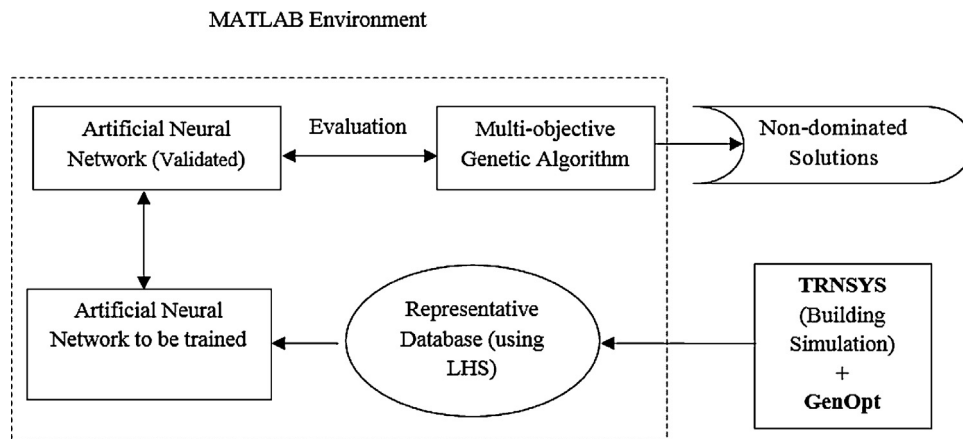 MATLAB Environment
Artificial Neural
Network (Validated)
Evaluation
Multi-objective
Genetic Algorithm
Non-dominated
Solutions
Artificial Neural
Network to be trained
Representative
Database (using
LHS)
TRNSYS
(Building
Simulation)
+
GenOpt